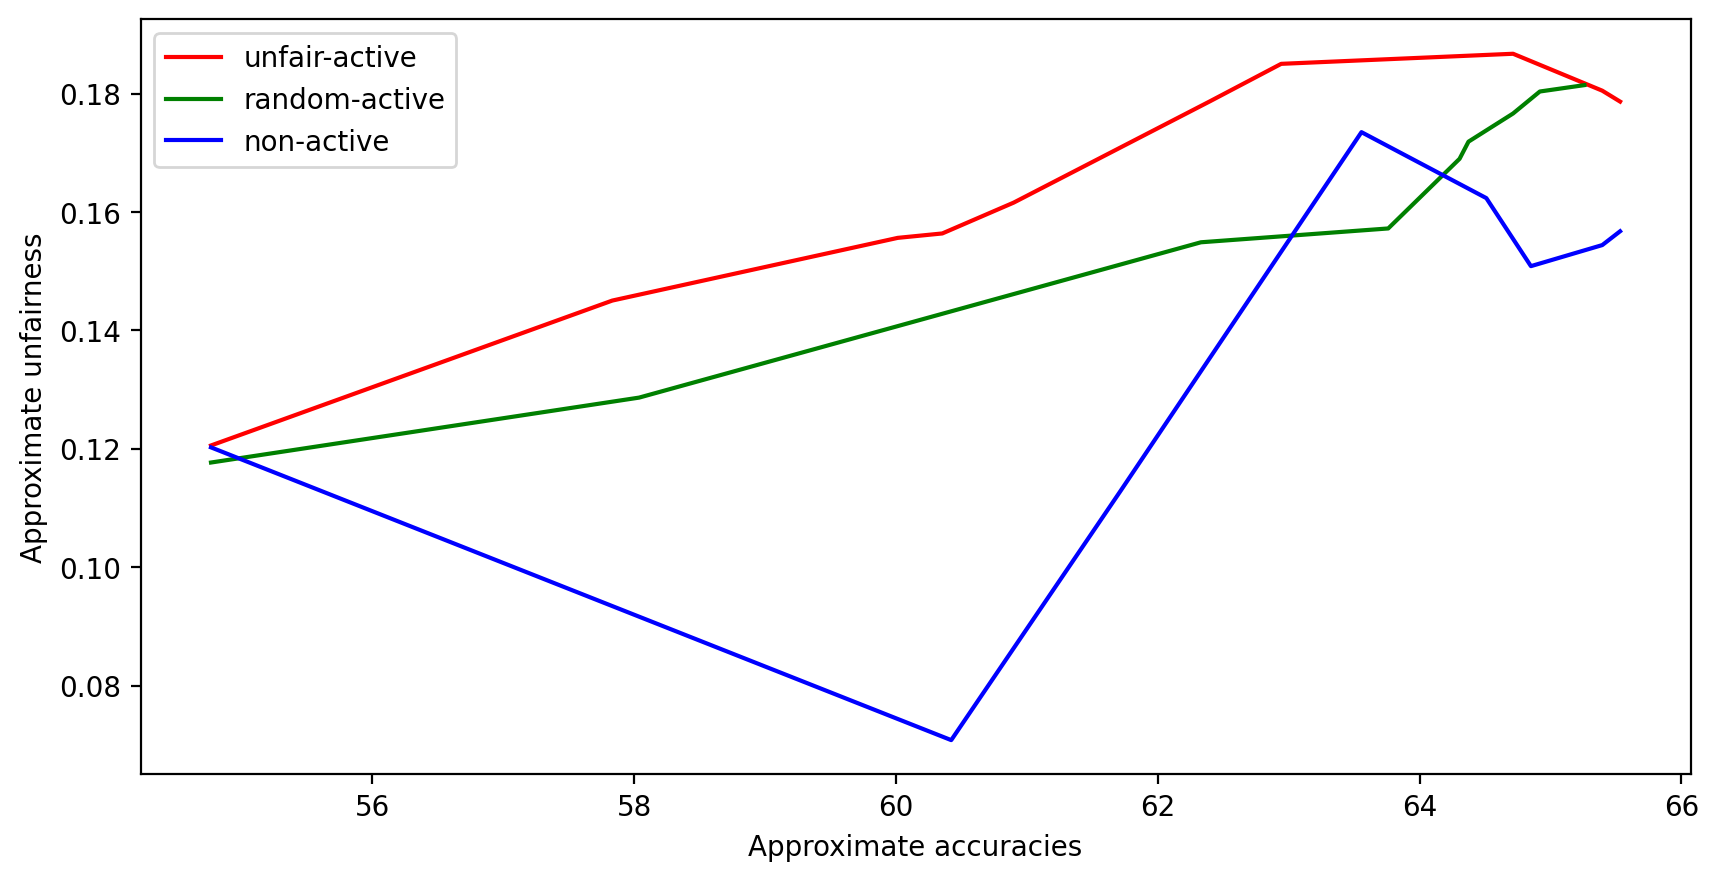 unfair-active
random-active
non-active
0.18
0.16
0.14
0.12
0.10
0.08
Approximate unfairness
56 58 60 62 64 66
Approximate accuracies